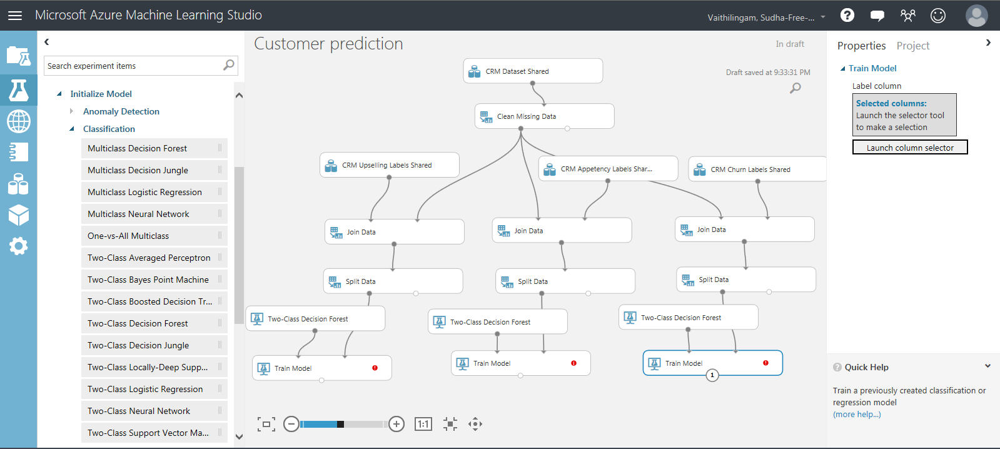 Microsoft Azure Machine Learning Studio
Vaithilingam, Sudha-Free-...
Search experiment items
Initialize Model
Anomaly Detection
Classification
Multiclass Decision Forest
Multiclass Decision Jungle
Multiclass Logistic Regression
Multiclass Neural Network
One-vs-All Multiclass
Two-Class Averaged Perceptron
Two-Class Bayes Point Machine
Two-Class Boosted Decision Tr...
Two-Class Decision Forest
Two-Class Decision Jungle
Two-Class Locally-Deep Supp...
Two-Class Logistic Regression
Two-Class Neural Network
Two-Class Support Vector Ma...
Customer prediction
In draft
Draft saved at 9:33:31 PM
CRM Dataset Shared
Clean Missing Data
CRM Upselling Labels Shared
CRM Appetency Labels Shar...
CRM Churn Labels Shared
Join Data
Join Data
Join Data
Split Data
Split Data
Split Data
Two-Class Decision Forest
Two-Class Decision Forest
Two-Class Decision Forest
Train Model
Train Model
Train Model
1
1:1
Properties
Project
Train Model
Label column
Selected columns:
Launch the selector tool
to make a selection
Launch column selector
Quick Help
Train a previously created classification or
regression model
(more help...)